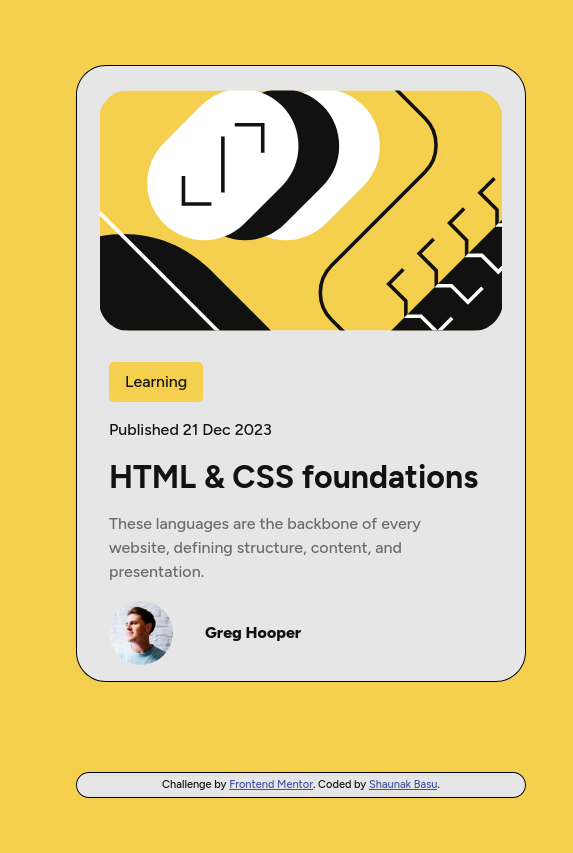 Learning
Published 21 Dec 2023
HTML & CSS foundations
These languages are the backbone of every
website, defining structure, content, and
presentation.
Greg Hooper
Challenge by Frontend Mentor. Coded by Shaunak Basu.